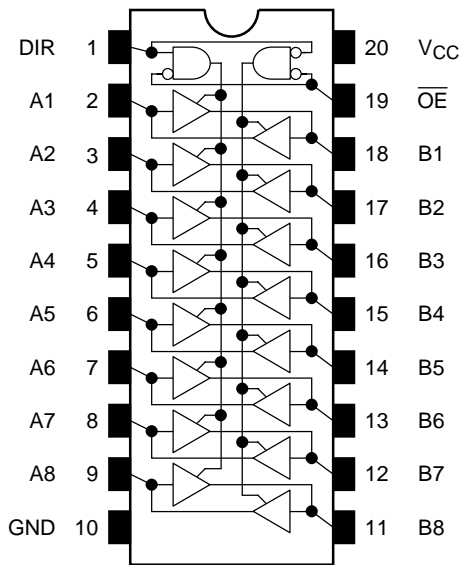 DIR 1 20 VCC
A1 2 19 O̅E̅
A2 3 18 B1
A3 4 17 B2
A4 5 16 B3
A5 6 15 B4
A6 7 14 B5
A7 8 13 B6
A8 9 12 B7
GND 10 11 B8